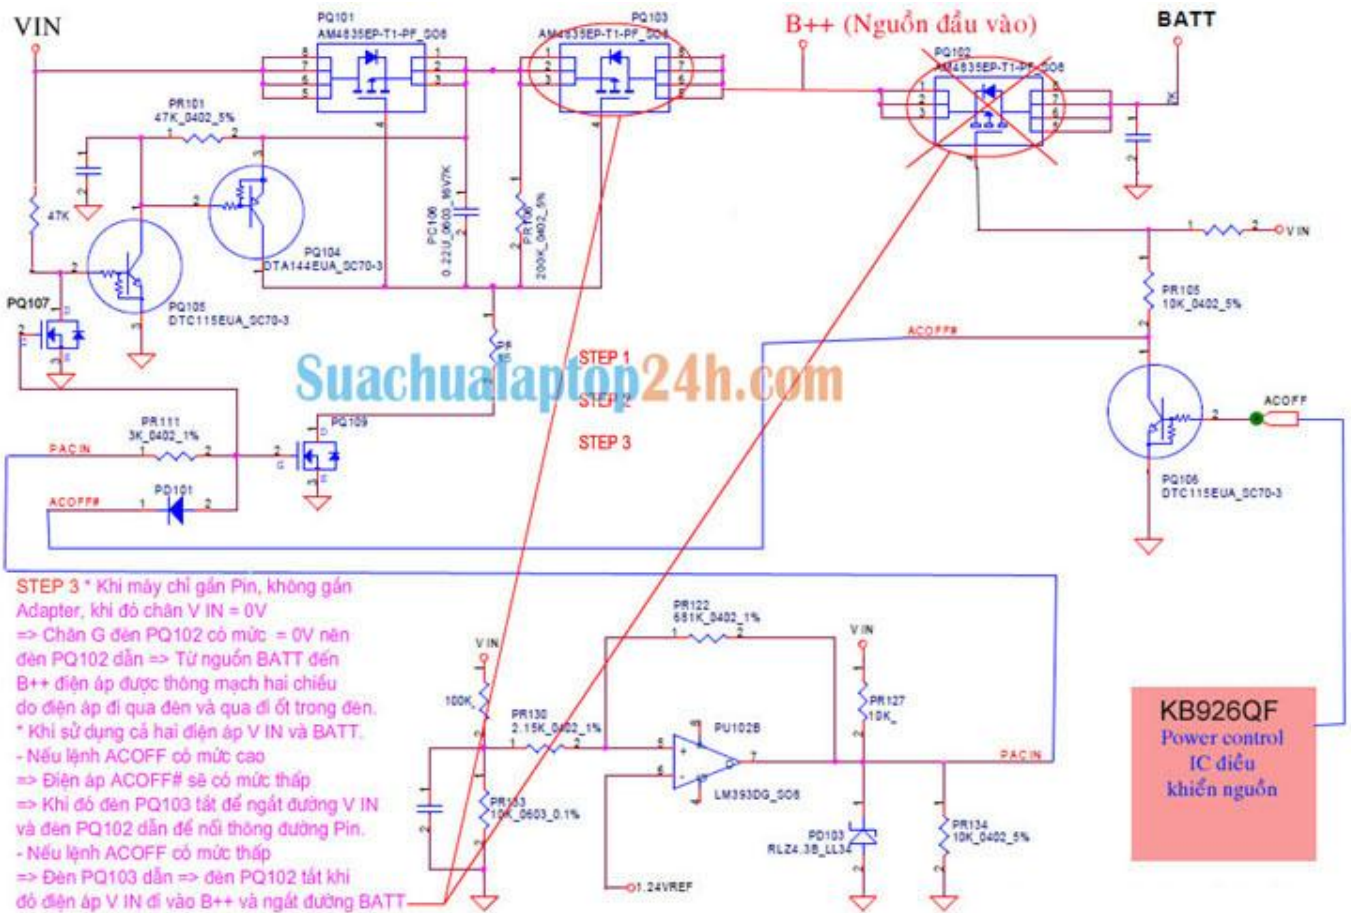 VIN
PQ101
AM4835EP-T1-PF_SO8
PQ103
AM4835EP-T1-PF_SO8
B++ (Nguồn đầu vào)
BATT
PQ102
AM4835EP-T1-PF_SO8
PR101
47K_0402_5%
47K
PQ107
PQ104
DTA144EUA_SC70-3
PQ105
DTC115EUA_SC70-3
PC106
0.22U_0603_16V7K
PR106
200K_0402_5%
VIN
PR105
10K_0402_5%
ACOFF#
Suachualaptop24h.com
STEP 1
STEP 2
STEP 3
PR111
3K_0402_1%
PACIN
PQ109
PD101
ACOFF#
ACOFF
PQ106
DTC115EUA_SC70-3
STEP 3 * Khi máy chỉ gắn Pin, không gắn
Adapter, khi đó chân V IN = 0V
=> Chân G đèn PQ102 có mức = 0V nên
đèn PQ102 dẫn => Từ nguồn BATT đến
B++ điện áp được thông mạch hai chiều
do điện áp đi qua đèn và qua đi ốt trong đèn.
* Khi sử dụng cả hai điện áp V IN và BATT.
- Nếu lệnh ACOFF có mức cao
=> Điện áp ACOFF# sẽ có mức thấp
=> Khi đó đèn PQ103 tắt để ngắt đường V IN
và đèn PQ102 dẫn để nối thông đường Pin.
- Nếu lệnh ACOFF có mức thấp
=> Đèn PQ103 dẫn => đèn PQ102 tắt khi
đó điện áp V IN đi vào B++ và ngắt đường BATT
VIN
100K_
PR122
681K_0402_1%
PR130
2.15K_0402_1%
PU102B
LM393DG_SO8
PR133
10K_0603_0.1%
1.24VREF
VIN
PR127
10K_
PACIN
PD103
RLZ4.3B_LL34
PR134
10K_0402_5%
KB926QF
Power control
IC điều
khiển nguồn